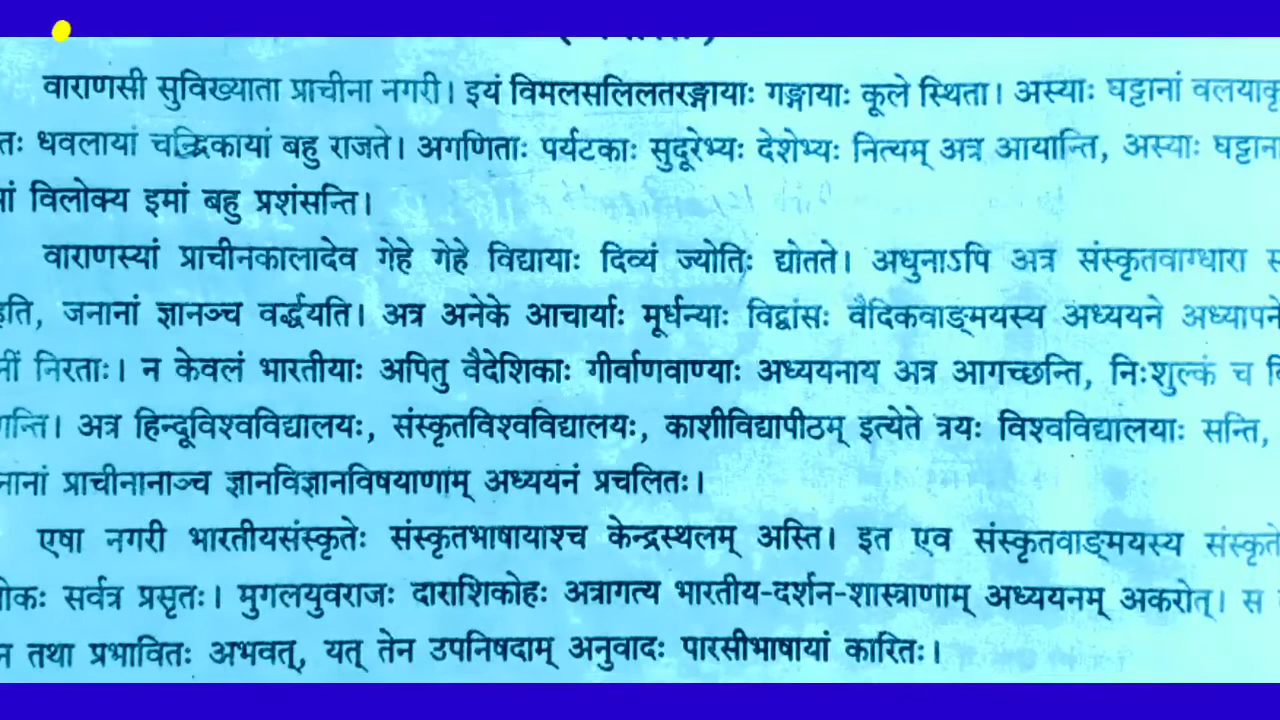 वाराणसी सुविख्याता प्राचीना नगरी। इयं विमलसलिलतरङ्गायाः गङ्गायाः कूले स्थिता। अस्याः घट्टानां
धवलायां चन्द्रिकायां बहु राजते। अगणिताः पर्यटकाः सुदूरेभ्यः देशेभ्यः नित्यम् अत्र आयान्ति, अस्याः
विलोक्य इमां बहु प्रशंसन्ति।
वाराणस्यां प्राचीनकालादेव गेहे गेहे विद्यायाः दिव्यं ज्योतिः द्योतते। अधुनाऽपि अत्र संस्कृतवाग्धारा
जनानां ज्ञानञ्च वर्द्धयति। अत्र अनेके आचार्याः मूर्धन्याः विद्वांसः वैदिकवाङ्मयस्य अध्ययने अध्यापने
निरताः। न केवलं भारतीयाः अपितु वैदेशिकाः गीर्वाणवाण्याः अध्ययनाय अत्र आगच्छन्ति, निःशुल्कं च
अत्र हिन्दूविश्वविद्यालयः, संस्कृतविश्वविद्यालयः, काशीविद्यापीठम् इत्येते त्रयः विश्वविद्यालयाः सन्ति,
प्राचीनानाञ्च ज्ञानविज्ञानविषयाणाम् अध्ययनं प्रचलितः।
एषा नगरी भारतीयसंस्कृतेः संस्कृतभाषायाश्च केन्द्रस्थलम् अस्ति। इत एव संस्कृतवाङ्मयस्य
सर्वत्र प्रसृतः। मुगलयुवराजः दाराशिकोहः अत्रागत्य भारतीय-दर्शन-शास्त्राणाम् अध्ययनम् अकरोत्। स
तथा प्रभावितः अभवत्, यत् तेन उपनिषदाम् अनुवादः पारसीभाषायां कारितः।